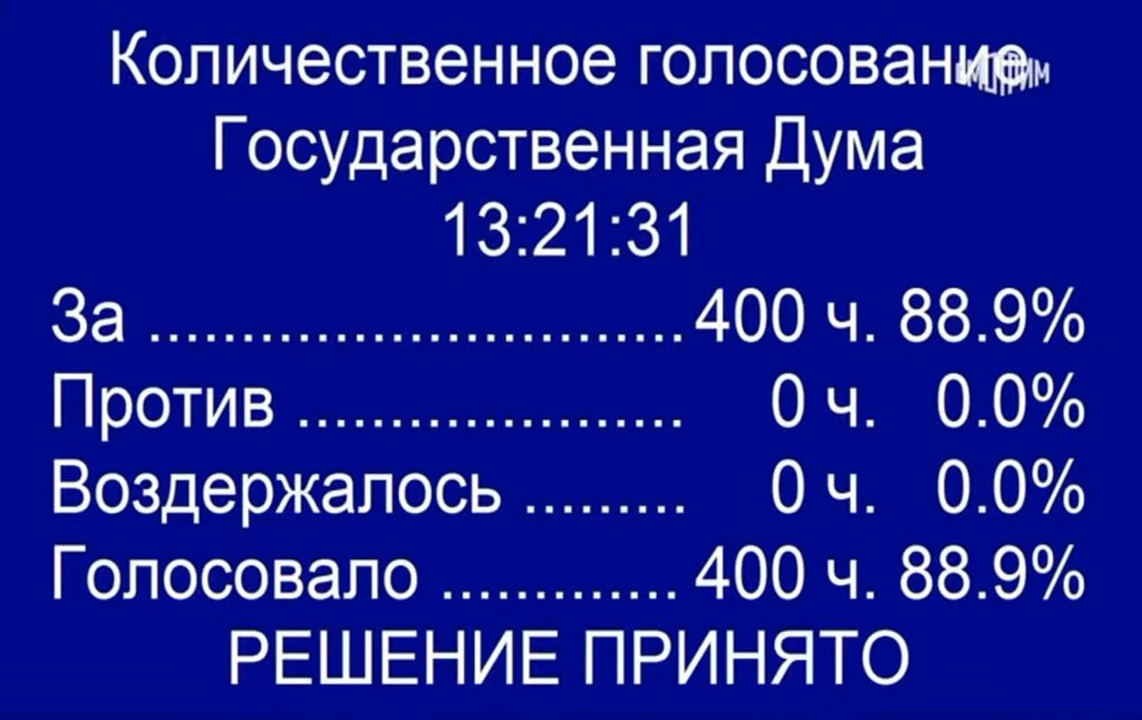 Количественное голосование
СМОТРИМ
Государственная Дума
13:21:31
За ............................. 400 ч. 88.9%
Против ..................... 0 ч. 0.0%
Воздержалось ......... 0 ч. 0.0%
Голосовало ............. 400 ч. 88.9%
РЕШЕНИЕ ПРИНЯТО